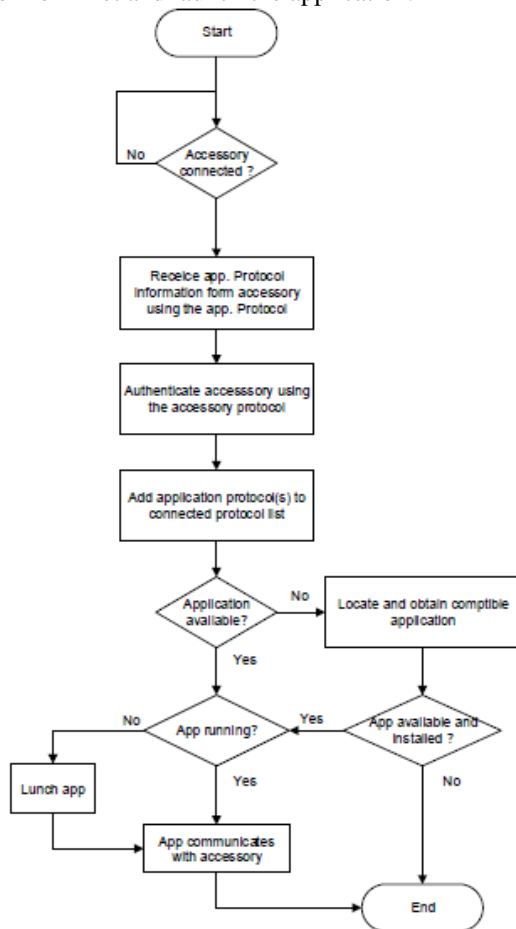 Start
No
Accessory
connected ?
Receice app. Protocol
Information form accessory
using the app. Protocol
Authenticate accesssory using
the accessory protocol
Add application protocol(s) to
connected protocol list
Application
available?
No
Locate and obtain comptible
application
Yes
No
App running?
Yes
App available and
Installed ?
Lunch app
Yes
No
App communicates
with accessory
End